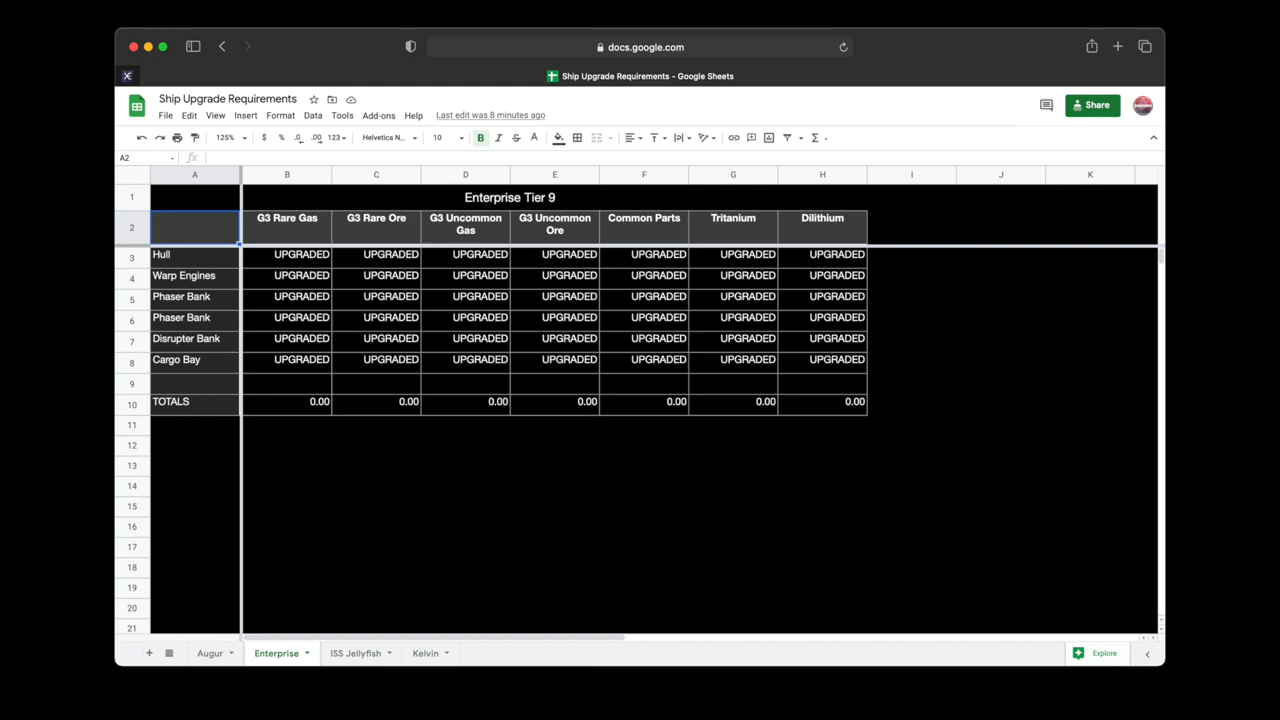 docs.google.com
Ship Upgrade Requirements - Google Sheets
Ship Upgrade Requirements
File Edit View Insert Format Data Tools Add-ons Help Last edit was 8 minutes ago
Share
125% $ % .0 .00 123 Helvetica N... 10 B I S A
A2 fx
A B C D E F G H I J K
1 Enterprise Tier 9
2 G3 Rare Gas G3 Rare Ore G3 Uncommon Gas G3 Uncommon Ore Common Parts Tritanium Dilithium
3 Hull UPGRADED UPGRADED UPGRADED UPGRADED UPGRADED UPGRADED UPGRADED
4 Warp Engines UPGRADED UPGRADED UPGRADED UPGRADED UPGRADED UPGRADED UPGRADED
5 Phaser Bank UPGRADED UPGRADED UPGRADED UPGRADED UPGRADED UPGRADED UPGRADED
6 Phaser Bank UPGRADED UPGRADED UPGRADED UPGRADED UPGRADED UPGRADED UPGRADED
7 Disrupter Bank UPGRADED UPGRADED UPGRADED UPGRADED UPGRADED UPGRADED UPGRADED
8 Cargo Bay UPGRADED UPGRADED UPGRADED UPGRADED UPGRADED UPGRADED UPGRADED
9
10 TOTALS 0.00 0.00 0.00 0.00 0.00 0.00 0.00
11
12
13
14
15
16
17
18
19
20
21
Augur Enterprise ISS Jellyfish Kelvin Explore